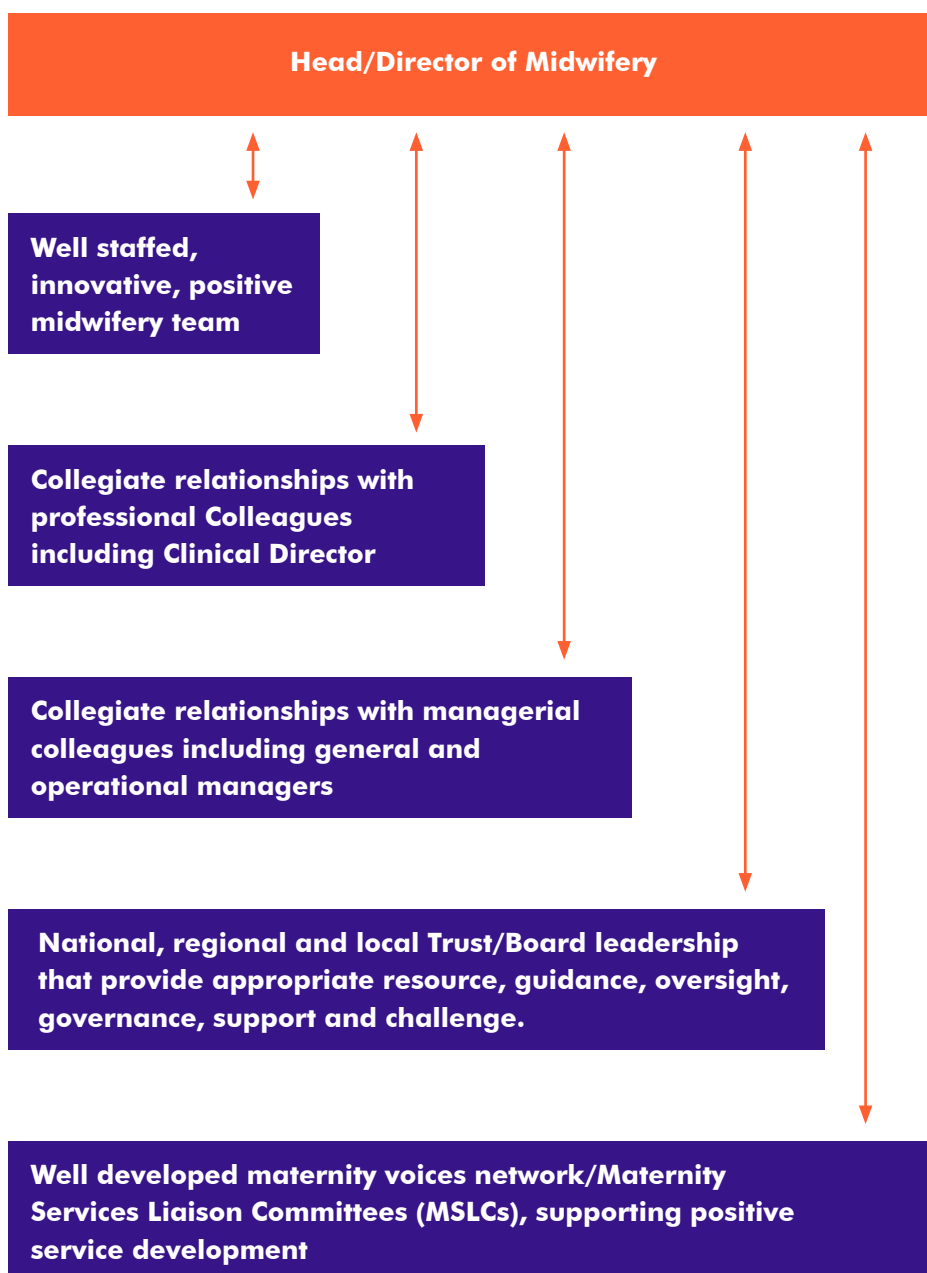 Head/Director of Midwifery
Well staffed,
innovative, positive
midwifery team
Collegiate relationships with
professional Colleagues
including Clinical Director
Collegiate relationships with managerial
colleagues including general and
operational managers
National, regional and local Trust/Board leadership
that provide appropriate resource, guidance, oversight,
governance, support and challenge.
Well developed maternity voices network/Maternity
Services Liaison Committees (MSLCs), supporting positive
service development